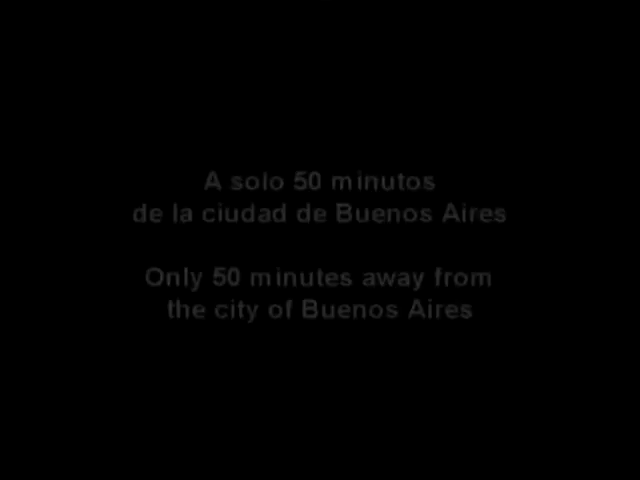 A solo 50 minutos
de la ciudad de Buenos Aires
Only 50 minutes away from
the city of Buenos Aires